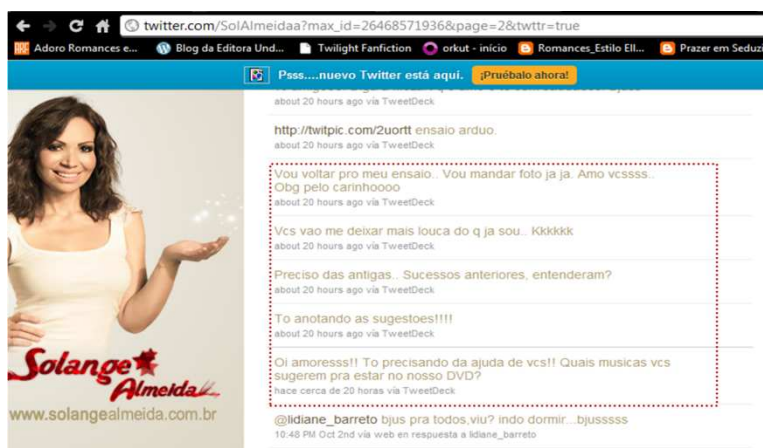 twitter.com/SolAlmeidaa?max_id=26468571936&page=2&twttr=true
Adoro Romances e... Blog da Editora Und... Twilight Fanfiction orkut - início Romances_Estilo Ell... Prazer em Seduzi
Psss....nuevo Twitter está aquí. ¡Pruébalo ahora!
about 20 hours ago via TweetDeck
http://twitpic.com/2uortt ensaio arduo.
about 20 hours ago via TweetDeck
Vou voltar pro meu ensaio.. Vou mandar foto ja ja. Amo vcssss..
Obg pelo carinhoooo
about 20 hours ago via TweetDeck
Vcs vao me deixar mais louca do q ja sou.. Kkkkkk
about 20 hours ago via TweetDeck
Preciso das antigas.. Sucessos anteriores, entenderam?
about 20 hours ago via TweetDeck
To anotando as sugestoes!!!!
about 20 hours ago via TweetDeck
Oi amoresss!! To precisando da ajuda de vcs!! Quais musicas vcs
sugerem pra estar no nosso DVD?
hace cerca de 20 horas vía TweetDeck
@lidiane_barreto bjus pra todos,viu? indo dormir...bjusssss
10:48 PM Oct 2nd vía web en respuesta a lidiane_barreto
Solange
Almeida
www.solangealmeida.com.br